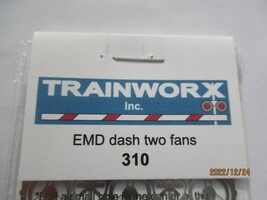 TRAINWORX
Inc.
EMD dash two fans
310
2022/12/24